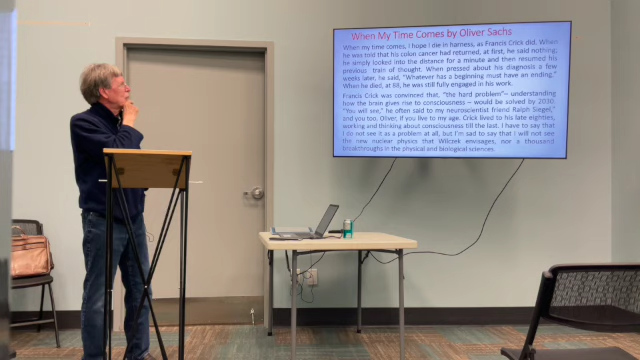 When My Time Comes by Oliver Sachs
When my time comes, I hope I die in harness, as Francis Crick did. When
he was told that his colon cancer had returned, at first, he said nothing;
he simply looked into the distance for a minute and then resumed his
previous train of thought. When pressed about his diagnosis a few
weeks later, he said, "Whatever has a beginning must have an ending."
When he died, at 88, he was still fully engaged in his work.
Francis Crick was convinced that, "the hard problem"– understanding
how the brain gives rise to consciousness – would be solved by 2030.
"You will see," he often said to my neuroscientist friend Ralph Siegel,"
and you too, Oliver, if you live to my age. Crick lived to his late eighties,
working and thinking about consciousness till the last. I have to say that
I do not see it as a problem at all, but I'm sad to say that I will not see
the new nuclear physics that Wilczek envisages, nor a thousand
breakthroughs in the physical and biological sciences.